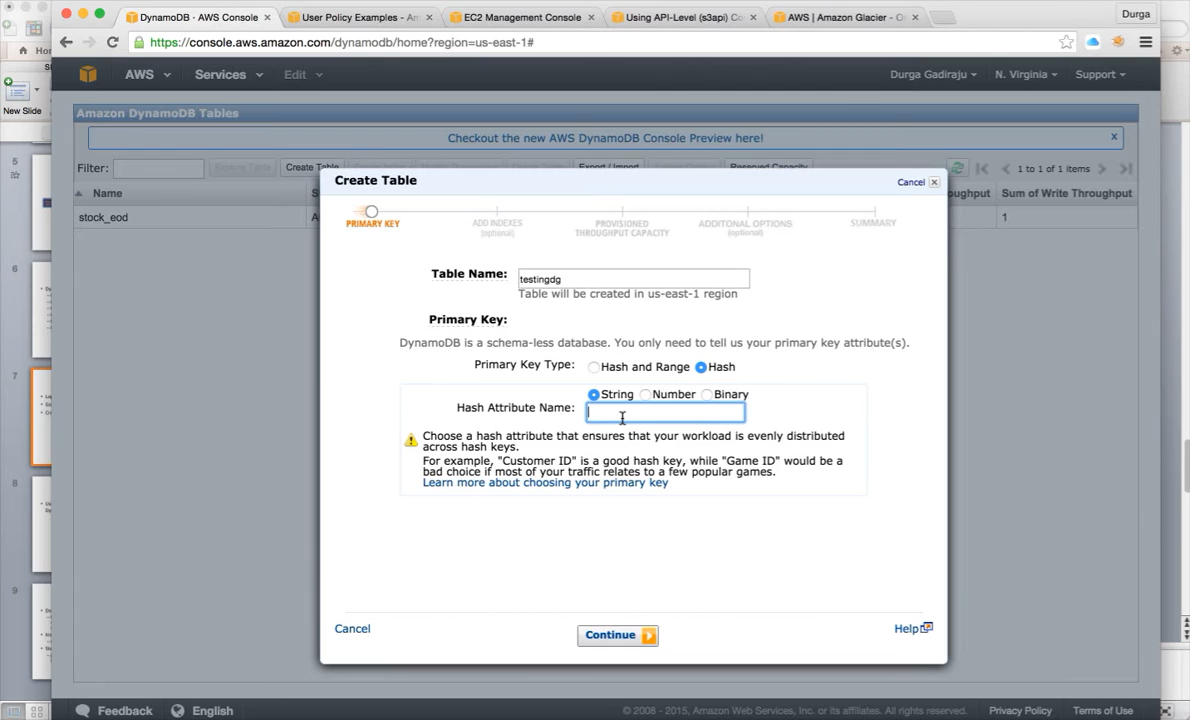 DynamoDB · AWS Console
User Policy Examples - Am
EC2 Management Console
Using API-Level (s3api) Co
AWS | Amazon Glacier - O
Durga
https://console.aws.amazon.com/dynamodb/home?region=us-east-1#
New Slide
AWS
Services
Edit
Durga Gadiraju
N. Virginia
Support
Amazon DynamoDB Tables
Checkout the new AWS DynamoDB Console Preview here!
Filter:
Create Table
Export / Import
Reserved Capacity
1 to 1 of 1 items
Name
Sum of Write Throughput
stock_eod
1
Create Table
Cancel
PRIMARY KEY
ADD INDEXES
(optional)
PROVISIONED
THROUGHPUT CAPACITY
ADDITIONAL OPTIONS
(optional)
SUMMARY
Table Name:
testingdg
Table will be created in us-east-1 region
Primary Key:
DynamoDB is a schema-less database. You only need to tell us your primary key attribute(s).
Primary Key Type:
Hash and Range
Hash
String
Number
Binary
Hash Attribute Name:
Choose a hash attribute that ensures that your workload is evenly distributed
across hash keys.
For example, "Customer ID" is a good hash key, while "Game ID" would be a
bad choice if most of your traffic relates to a few popular games.
Learn more about choosing your primary key
Cancel
Continue
Help
5
6
7
8
9
Feedback
English
© 2008 - 2015, Amazon Web Services, Inc. or its affiliates. All rights reserved.
Privacy Policy
Terms of Use